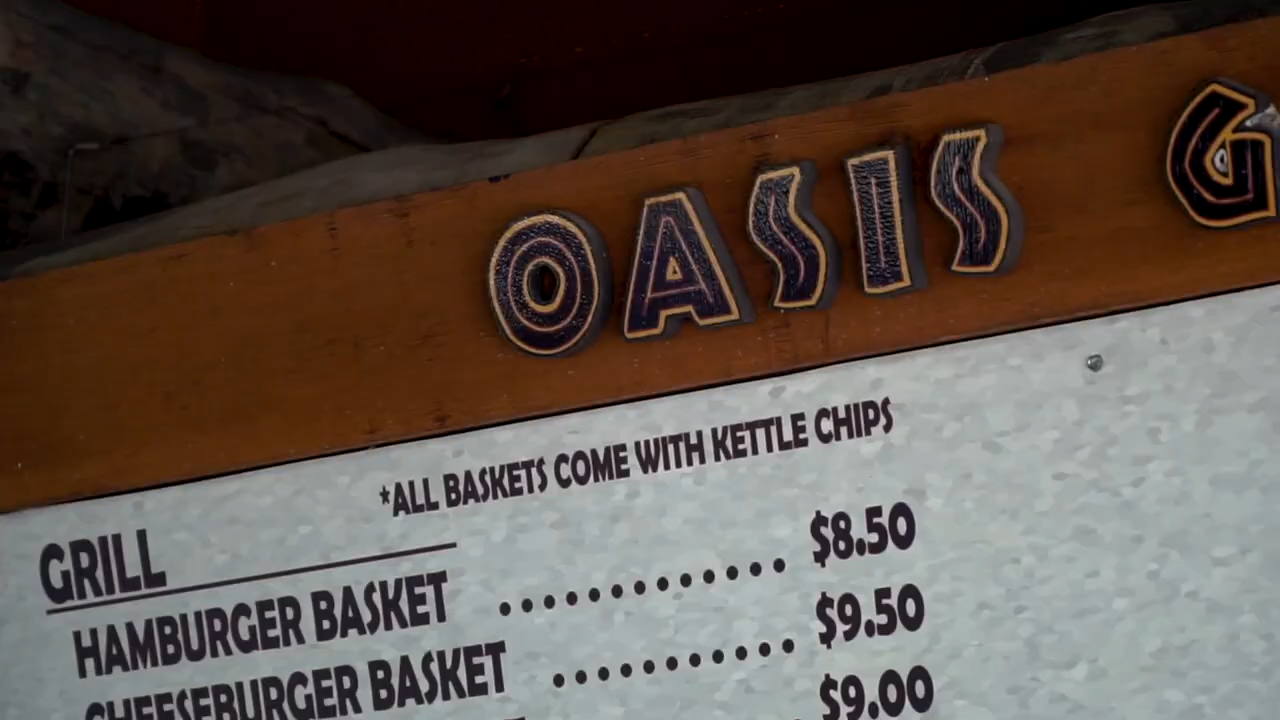 OASIS G
*ALL BASKETS COME WITH KETTLE CHIPS
GRILL
HAMBURGER BASKET ............ $8.50
CHEESEBURGER BASKET ........... $9.50
$9.00